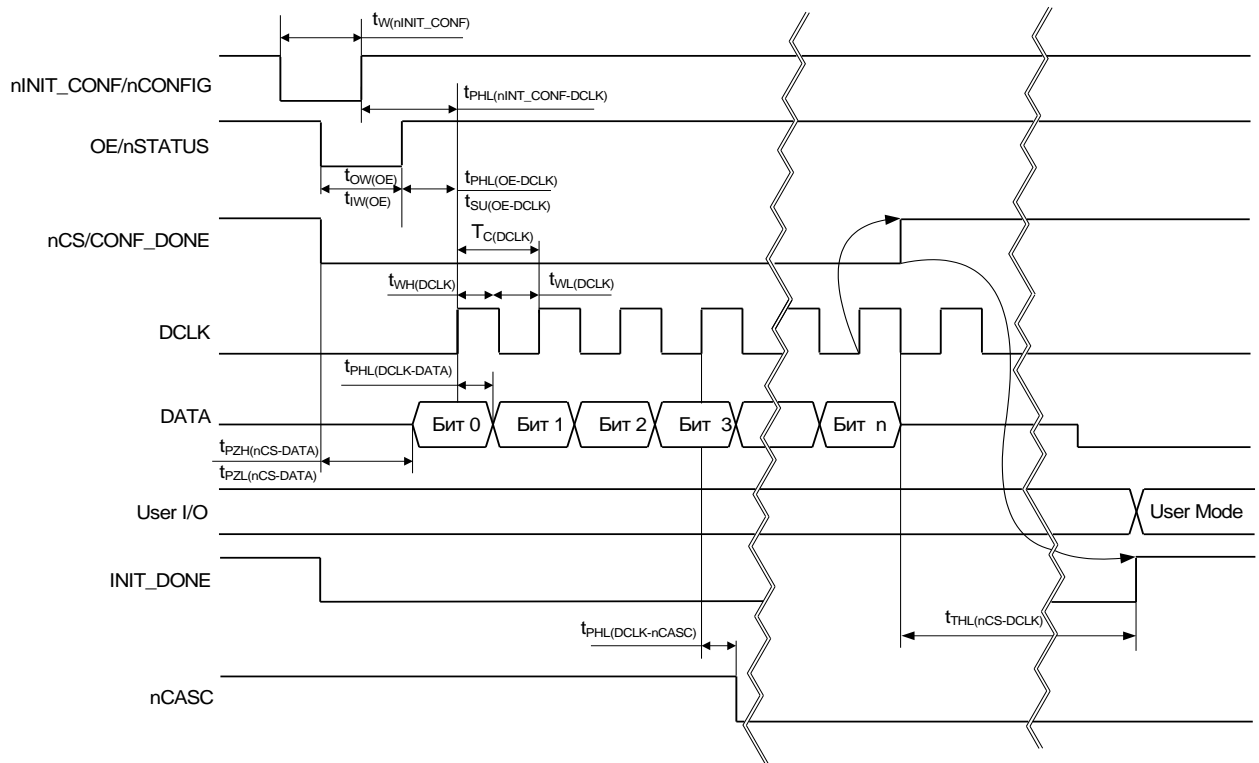 tW(nINIT_CONF)
nINIT_CONF/nCONFIG
tPHL(nINT_CONF-DCLK)
OE/nSTATUS
tOW(OE)
tIW(OE)
tPHL(OE-DCLK)
tSU(OE-DCLK)
nCS/CONF_DONE
TC(DCLK)
tWH(DCLK)
tWL(DCLK)
DCLK
tPHL(DCLK-DATA)
DATA
Бит 0
Бит 1
Бит 2
Бит 3
Бит n
tPZH(nCS-DATA)
tPZL(nCS-DATA)
User I/O
User Mode
INIT_DONE
tTHL(nCS-DCLK)
tPHL(DCLK-nCASC)
nCASC